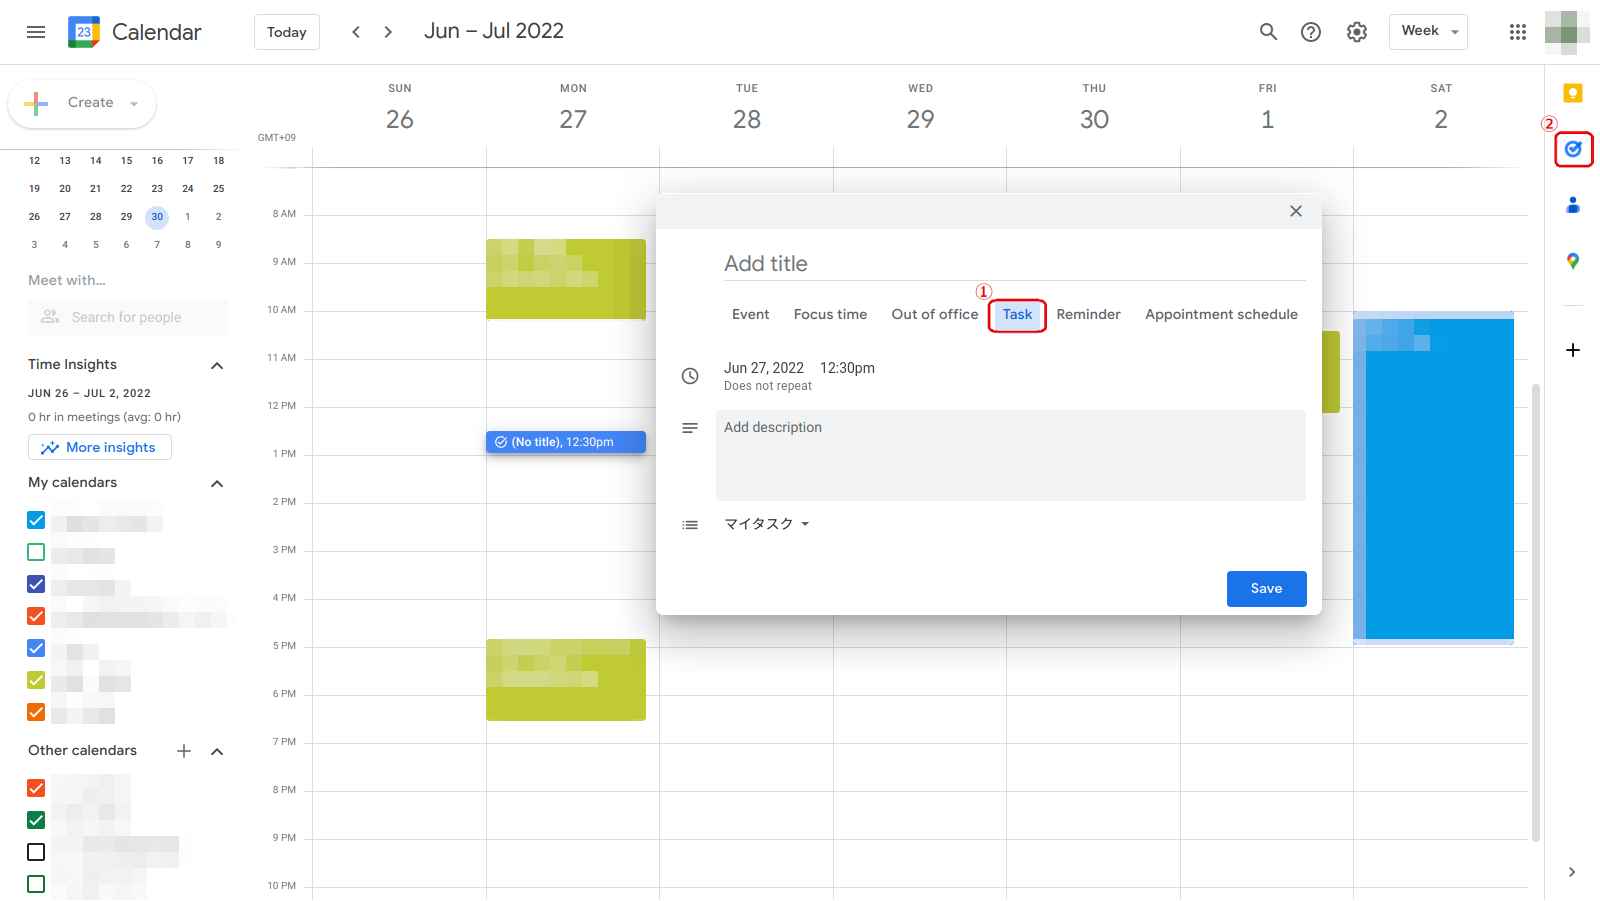 23
Calendar
Today
Jun – Jul 2022
Week
Create
SUN
MON
TUE
WED
THU
FRI
SAT
26
27
28
29
30
1
2
GMT+09
12 13 14 15 16 17 18
19 20 21 22 23 24 25
26 27 28 29 30 1 2
3 4 5 6 7 8 9
Meet with...
Search for people
Time Insights
JUN 26 – JUL 2, 2022
0 hr in meetings (avg: 0 hr)
More insights
My calendars
Other calendars
8 AM
9 AM
10 AM
11 AM
12 PM
1 PM
2 PM
3 PM
4 PM
5 PM
6 PM
7 PM
8 PM
9 PM
10 PM
(No title), 12:30pm
Add title
①
Event
Focus time
Out of office
Task
Reminder
Appointment schedule
Jun 27, 2022 12:30pm
Does not repeat
Add description
マイタスク
Save
②